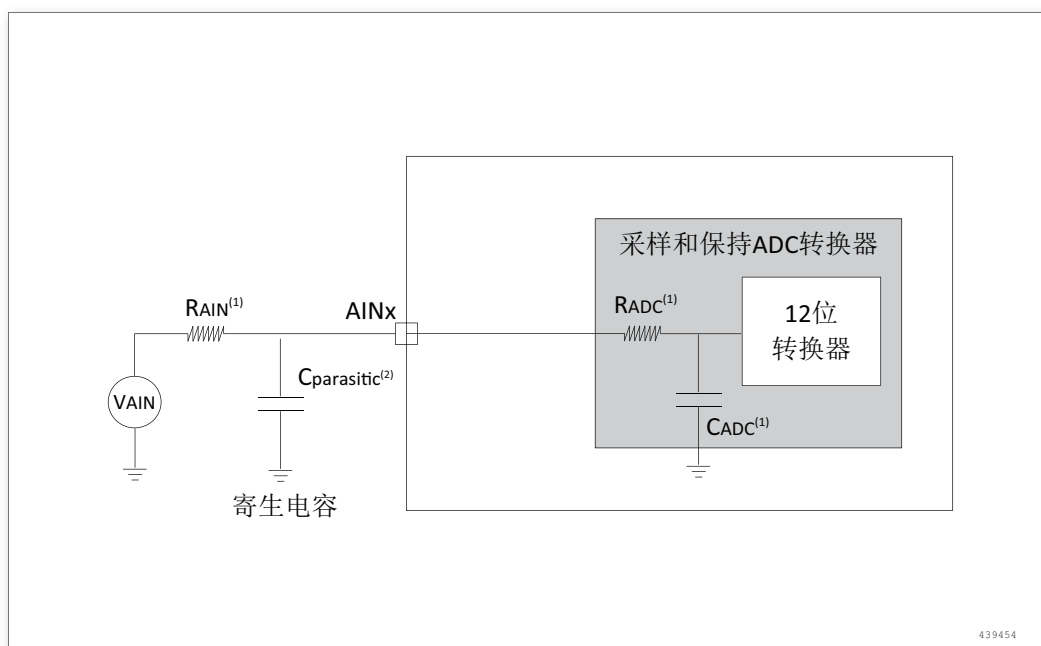 采样和保持ADC转换器
RAIN(1)
AINx
RADC(1)
12位
转换器
Cparasitic(2)
VAIN
CADC(1)
寄生电容
439454